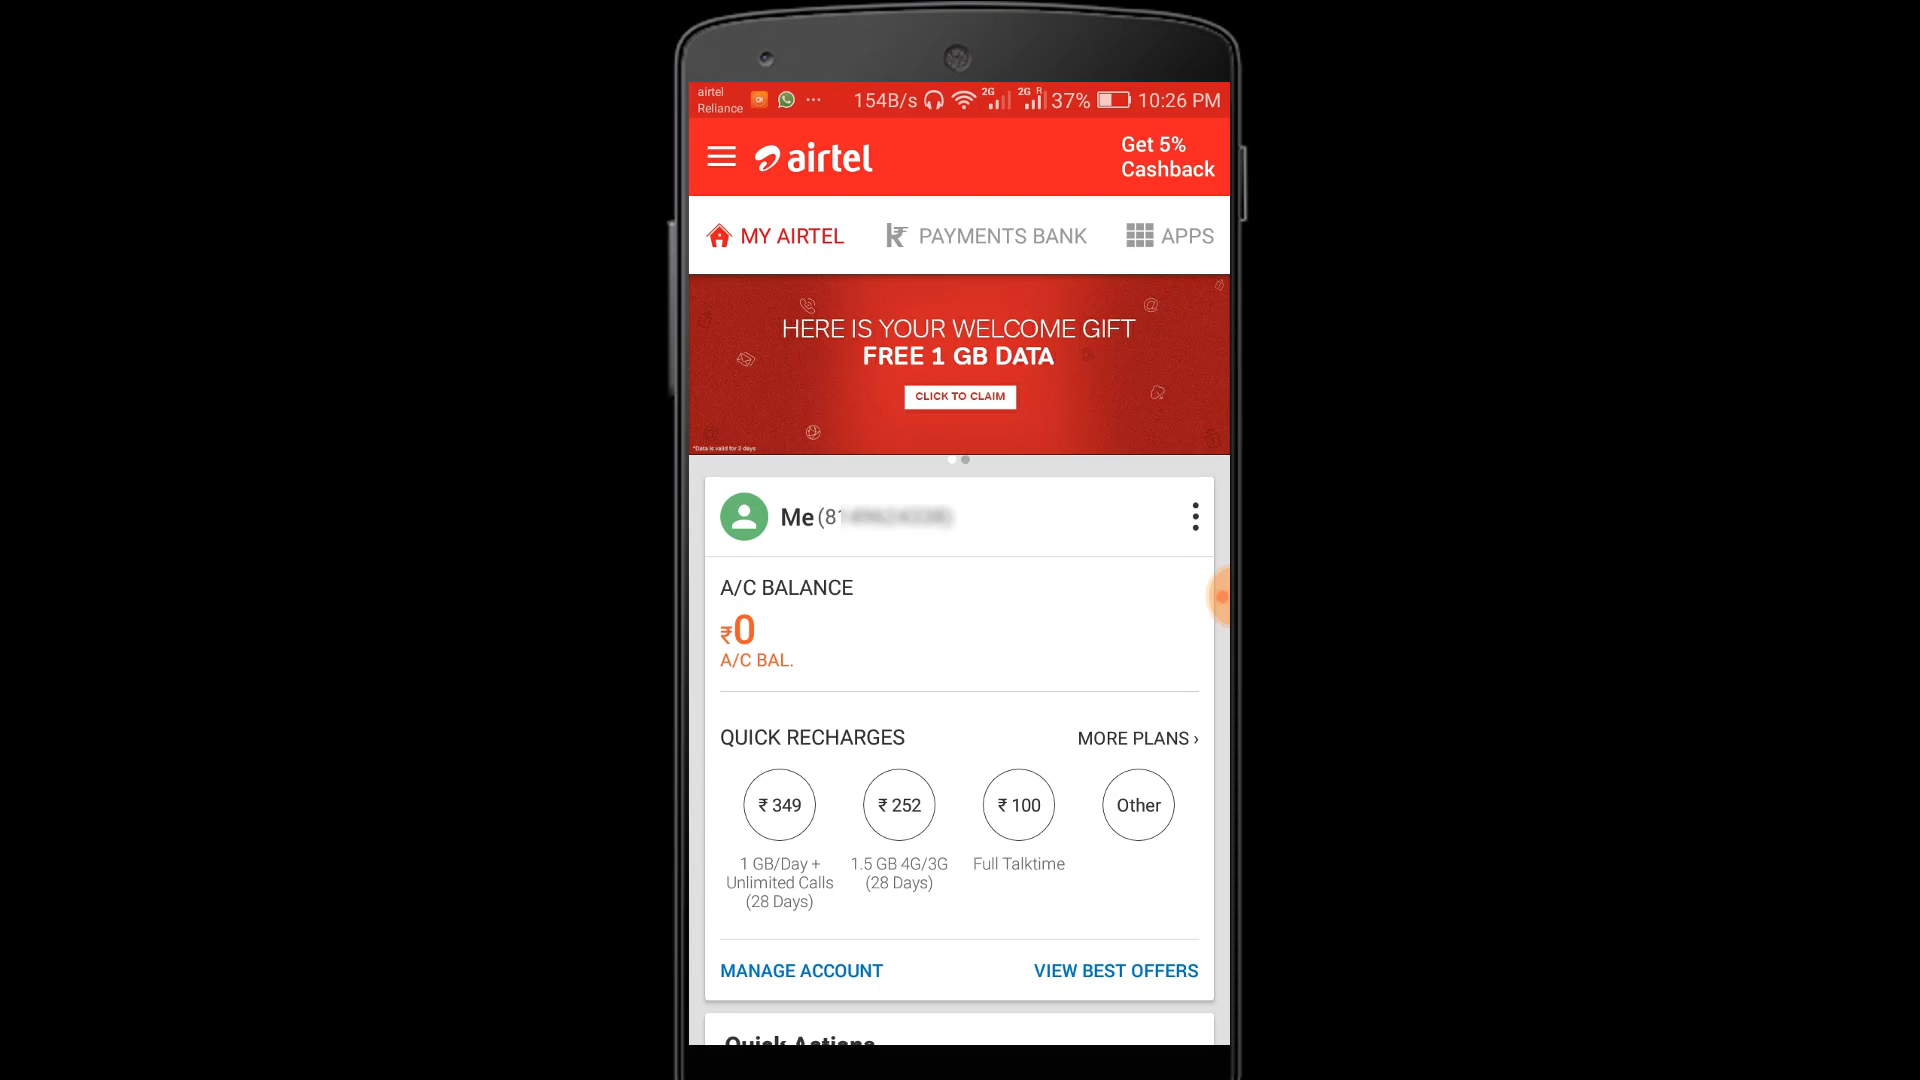 airtel
Reliance
154B/s 2G 2G R 37% 10:26 PM
airtel
Get 5%
Cashback
MY AIRTEL PAYMENTS BANK APPS
HERE IS YOUR WELCOME GIFT
FREE 1 GB DATA
CLICK TO CLAIM
*Data is valid for 3 days
Me (81
A/C BALANCE
₹0
A/C BAL.
QUICK RECHARGES MORE PLANS ›
₹ 349 ₹ 252 ₹ 100 Other
1 GB/Day + 1.5 GB 4G/3G Full Talktime
Unlimited Calls (28 Days)
(28 Days)
MANAGE ACCOUNT VIEW BEST OFFERS
Quick Actions